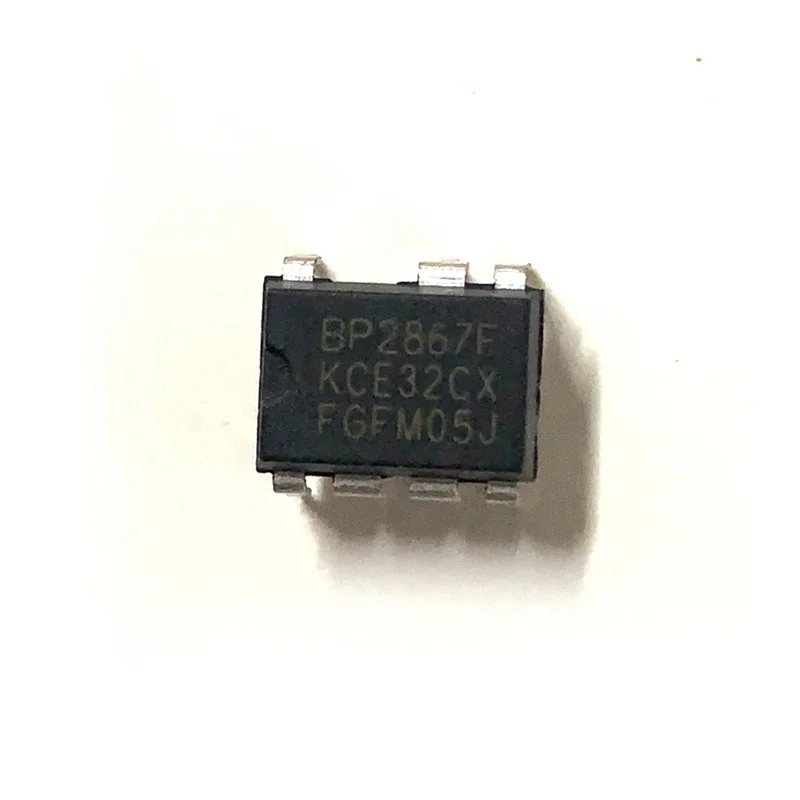 BP2867F
KCE32CX
FGFM05J